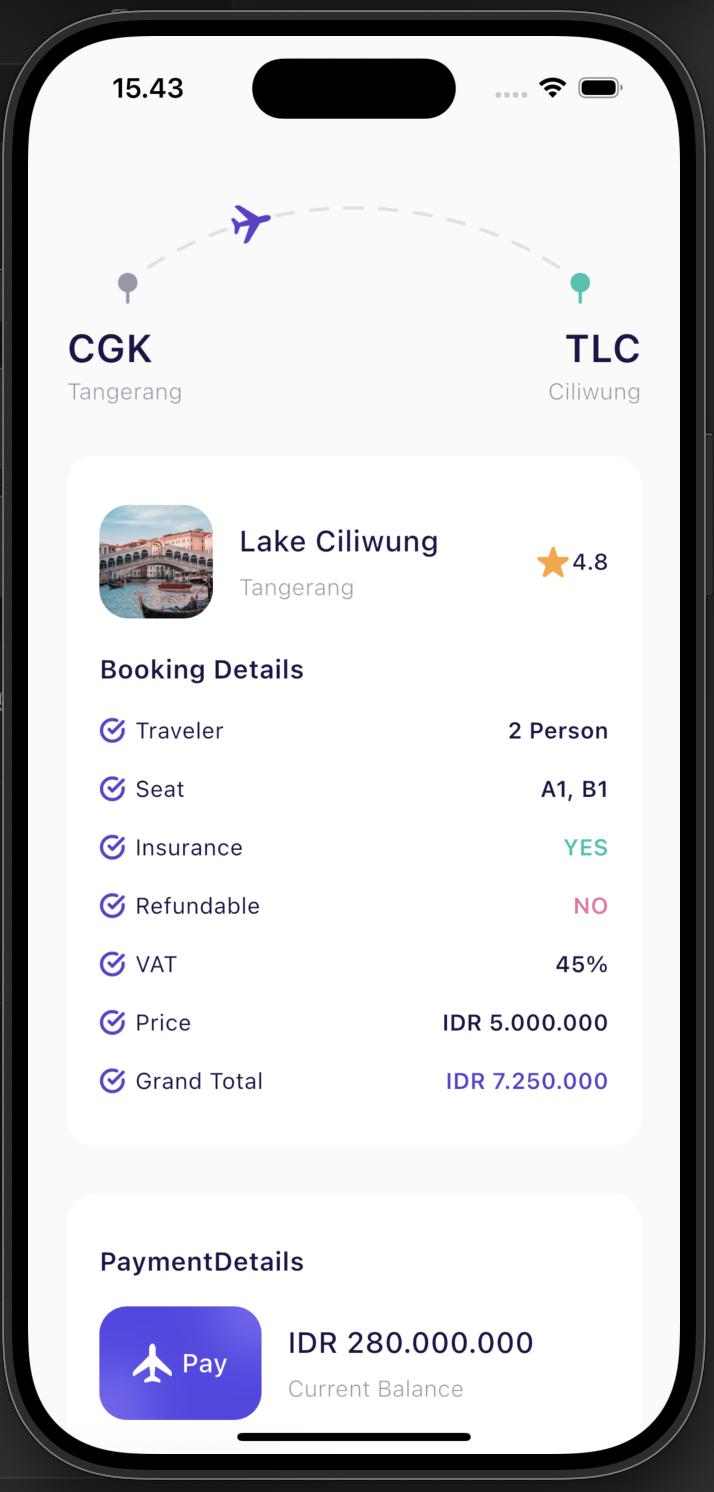 15.43
CGK TLC
Tangerang Ciliwung
Lake Ciliwung
4.8
Tangerang
Booking Details
Traveler 2 Person
Seat A1, B1
Insurance YES
Refundable NO
VAT 45%
Price IDR 5.000.000
Grand Total IDR 7.250.000
PaymentDetails
Pay
IDR 280.000.000
Current Balance